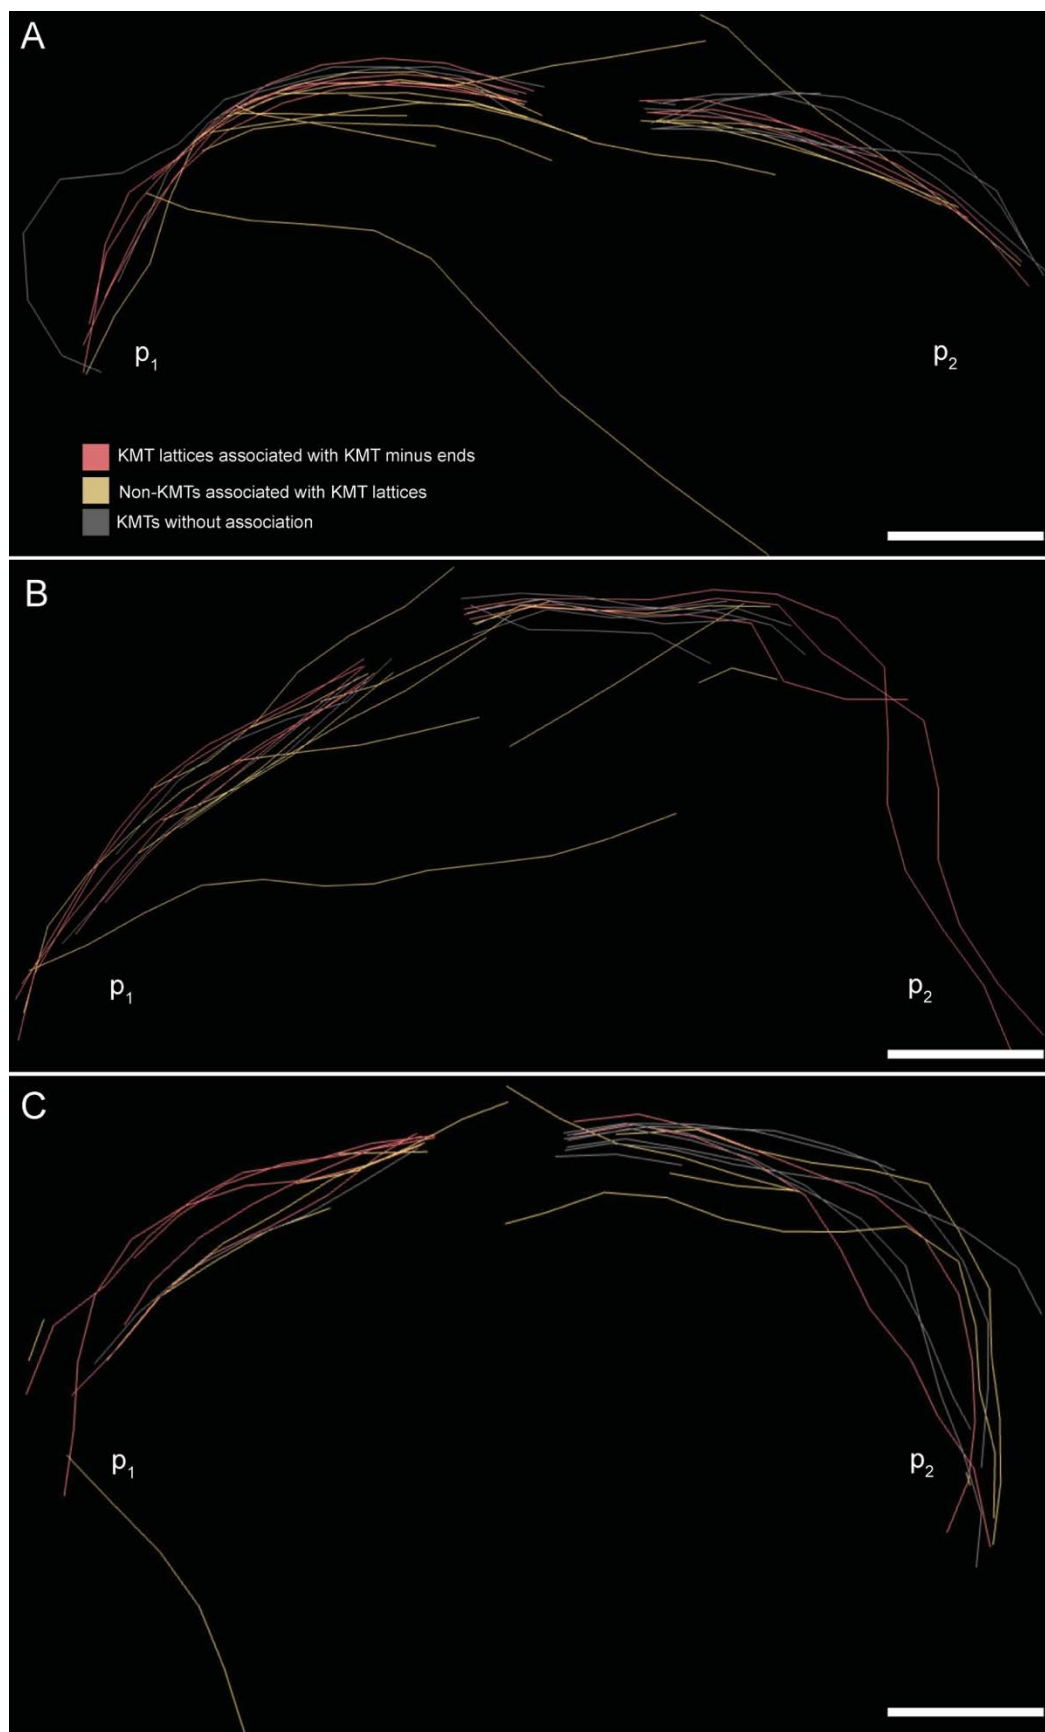 A
p₁
p₂
KMT lattices associated with KMT minus ends
Non-KMTs associated with KMT lattices
KMTs without association
B
p₁
p₂
C
p₁
p₂